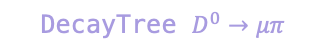 DecayTree D⁰ → μπ